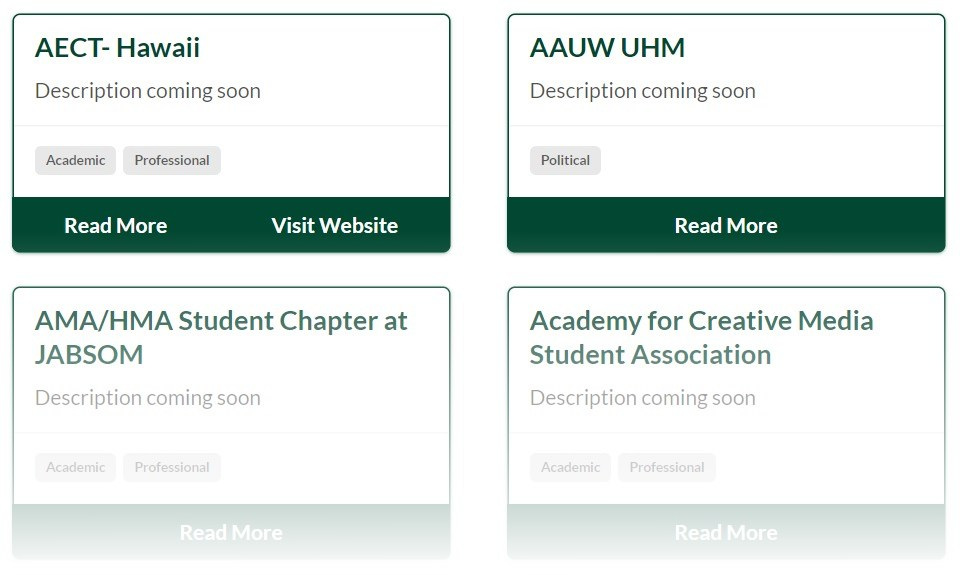 AECT- Hawaii
Description coming soon
Academic Professional
Read More Visit Website
AAUW UHM
Description coming soon
Political
Read More
AMA/HMA Student Chapter at
JABSOM
Description coming soon
Academic Professional
Read More
Academy for Creative Media
Student Association
Description coming soon
Academic Professional
Read More